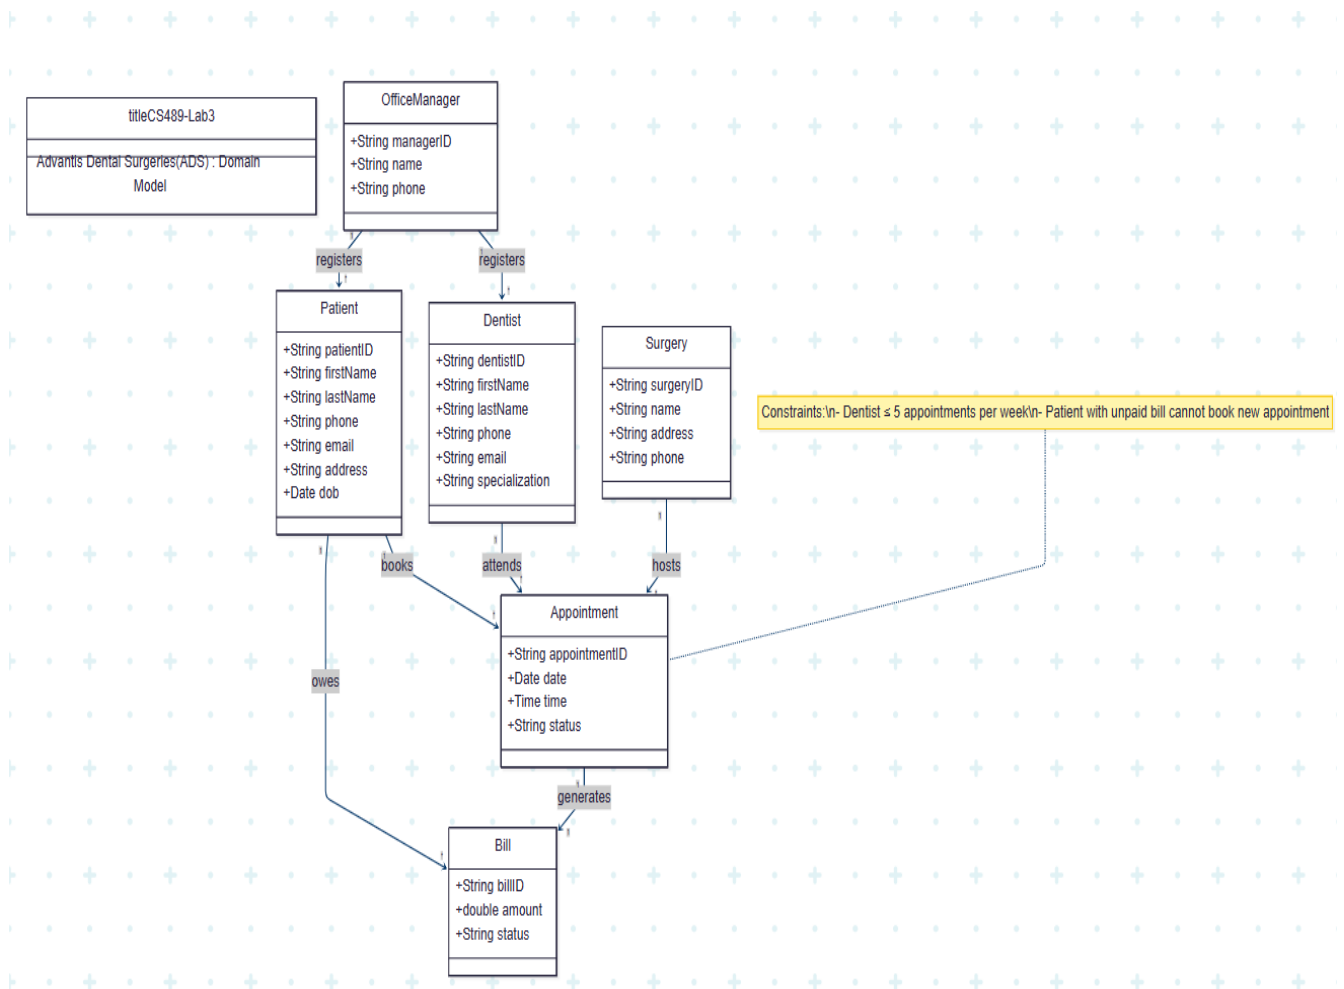 titleCS489-Lab3
Advantis Dental Surgeries(ADS) : Domain
Model
OfficeManager
+String managerID
+String name
+String phone
registers
registers
Patient
+String patientID
+String firstName
+String lastName
+String phone
+String email
+String address
+Date dob
Dentist
+String dentistID
+String firstName
+String lastName
+String phone
+String email
+String specialization
Surgery
+String surgeryID
+String name
+String address
+String phone
Constraints:\n- Dentist ≤ 5 appointments per week\n- Patient with unpaid bill cannot book new appointment
books
attends
hosts
Appointment
+String appointmentID
+Date date
+Time time
+String status
owes
generates
Bill
+String billID
+double amount
+String status